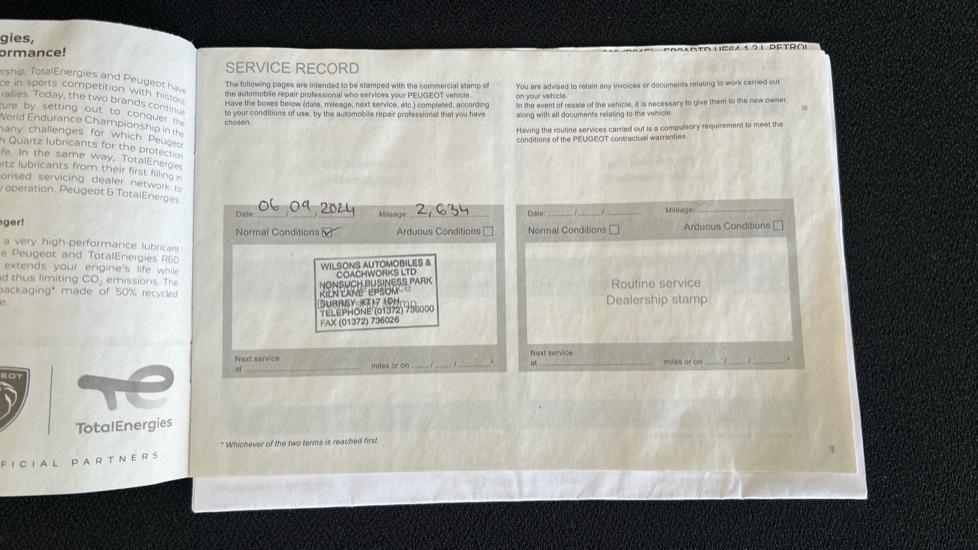 gies,
ormance!
ership. TotalEnergies and Peugeot have
ce in sports competition with historic
rallies. Today, the two brands continue
ure by setting out to conquer the
World Endurance Championship in the
many challenges for which Peugeot
h Quartz lubricants for the protection
fe. In the same way, TotalEnergies
rtz lubricants from their first filling in
orised servicing dealer network to
operation, Peugeot & TotalEnergies
ger!
a very high-performance lubricant
e Peugeot and TotalEnergies R&D
extends your engine's life while
d thus limiting CO₂ emissions. The
packaging* made of 50% recycled
e.
EOT
TotalEnergies
FICIAL PARTNERS
1.2L PETROL
SERVICE RECORD
The following pages are intended to be stamped with the commercial stamp of
the automobile repair professional who services your PEUGEOT vehicle.
Have the boxes below (date, mileage, next service, etc.) completed, according
to your conditions of use, by the automobile repair professional that you have
chosen.
You are advised to retain any invoices or documents relating to work carried out
on your vehicle.
In the event of resale of the vehicle, it is necessary to give them to the new owner,
along with all documents relating to the vehicle.
Having the routine services carried out is a compulsory requirement to meet the
conditions of the PEUGEOT contractual warranties.
Date: 06 / 09 / 2024 Mileage: 2,634
Normal Conditions ☑ Arduous Conditions ☐
WILSONS AUTOMOBILES &
COACHWORKS LTD
NONSUCH BUSINESS PARK
KILN LANE EPSOM
SURREY KT17 1DH
TELEPHONE (01372) 736000
FAX (01372) 736026
Next service
at miles or on / / *
Date: / / Mileage:
Normal Conditions ☐ Arduous Conditions ☐
Routine service
Dealership stamp
Next service
at miles or on / / *
* Whichever of the two terms is reached first.
3